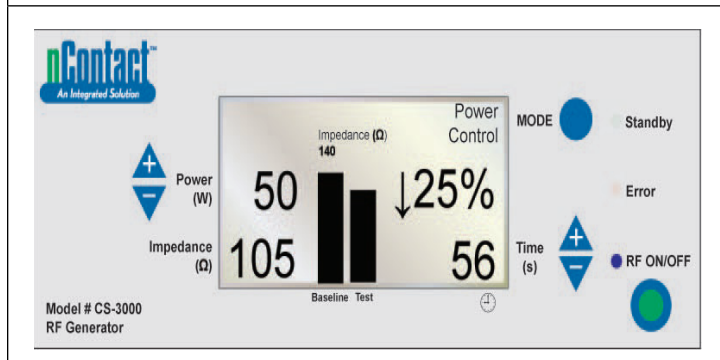 nContact™
An Integrated Solution
Power
Control
MODE
Standby
Impedance (Ω)
140
Power
(W)
50
↓25%
Error
Impedance
(Ω)
105
56
Time
(s)
RF ON/OFF
Baseline Test
Model # CS-3000
RF Generator